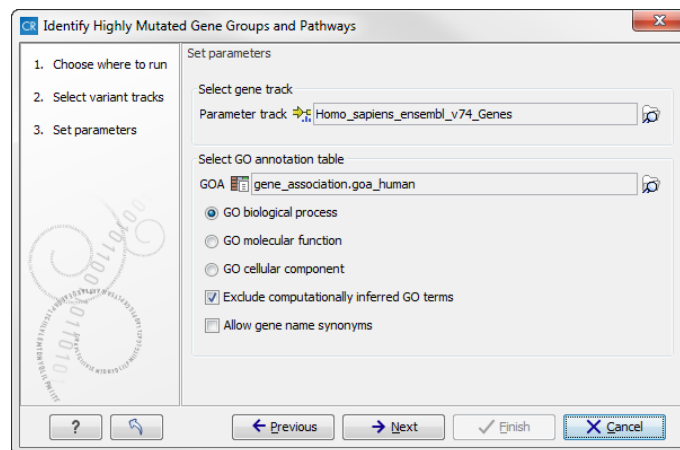 CR Identify Highly Mutated Gene Groups and Pathways
x
1. Choose where to run
2. Select variant tracks
3. Set parameters
Set parameters
Select gene track
Parameter track Homo_sapiens_ensembl_v74_Genes
Select GO annotation table
GOA gene_association.goa_human
GO biological process
GO molecular function
GO cellular component
Exclude computationally inferred GO terms
Allow gene name synonyms
? Previous Next Finish Cancel